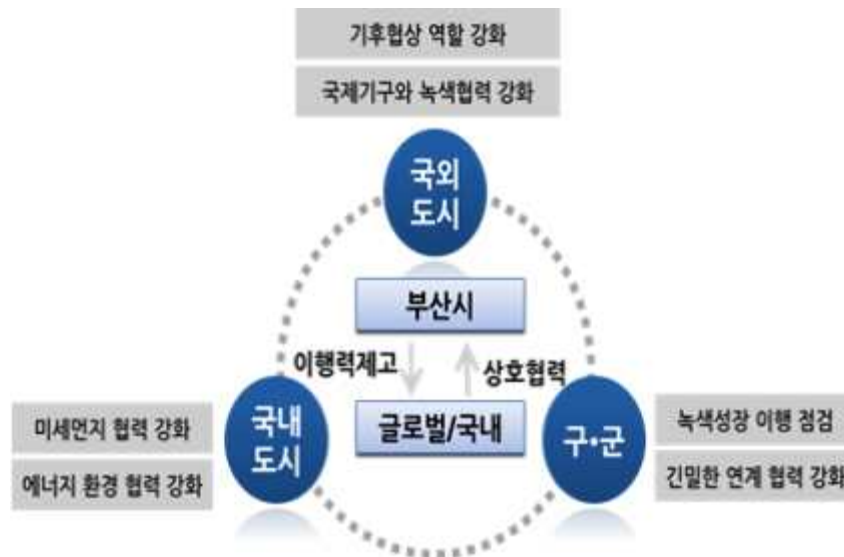 기후협상 역할 강화
국제기구와 녹색협력 강화
국외
도시
부산시
이행력제고
상호협력
글로벌/국내
미세먼지 협력 강화
에너지 환경 협력 강화
국내
도시
구·군
녹색성장 이행 점검
긴밀한 연계 협력 강화